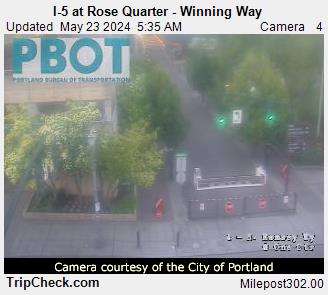 I-5 at Rose Quarter - Winning Way
Updated May 23 2024 5:35 AM Camera 4
PBOT
PORTLAND BUREAU OF TRANSPORTATION
Camera courtesy of the City of Portland
TripCheck.com Milepost302.00